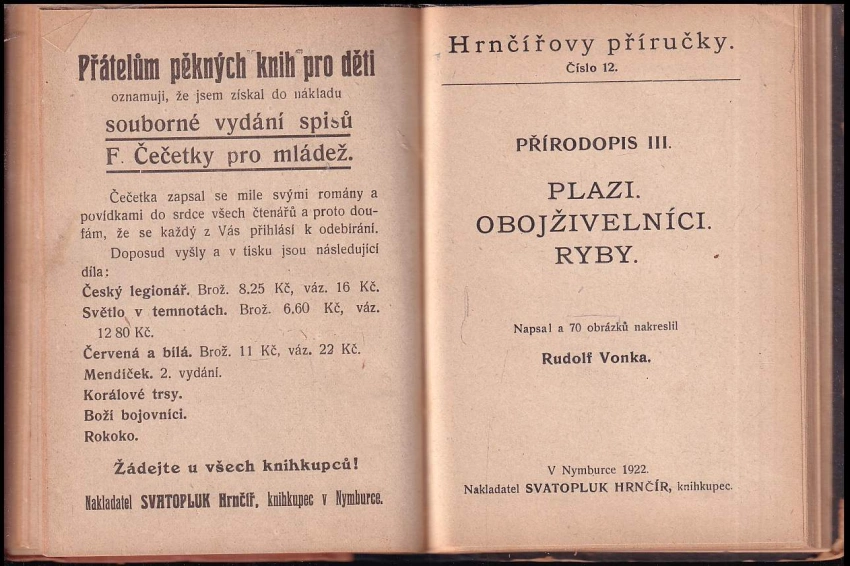 Přátelům pěkných knih pro děti
oznamuji, že jsem získal do nákladu
souborné vydání spisů
F. Čečetky pro mládež.
Čečetka zapsal se mile svými romány a
povídkami do srdce všech čtenářů a proto dou-
fám, že se každý z Vás přihlásí k odebírání.
Doposud vyšly a v tisku jsou následující
díla:
Český legionář. Brož. 8.25 Kč, váz. 16 Kč.
Světlo v temnotách. Brož. 6.60 Kč, váz.
12 80 Kč.
Červená a bílá. Brož. 11 Kč, váz. 22 Kč.
Mendíček. 2. vydání.
Korálové trsy.
Boží bojovníci.
Rokoko.
Žádejte u všech knihkupců!
Nakladatel SVATOPLUK Hrnčíř, knihkupec v Nymburce.
Hrnčířovy příručky.
Číslo 12.
PŘÍRODOPIS III.
PLAZI.
OBOJŽIVELNÍCI.
RYBY.
Napsal a 70 obrázků nakreslil
Rudolf Vonka.
V Nymburce 1922.
Nakladatel SVATOPLUK HRNČÍŘ, knihkupec.